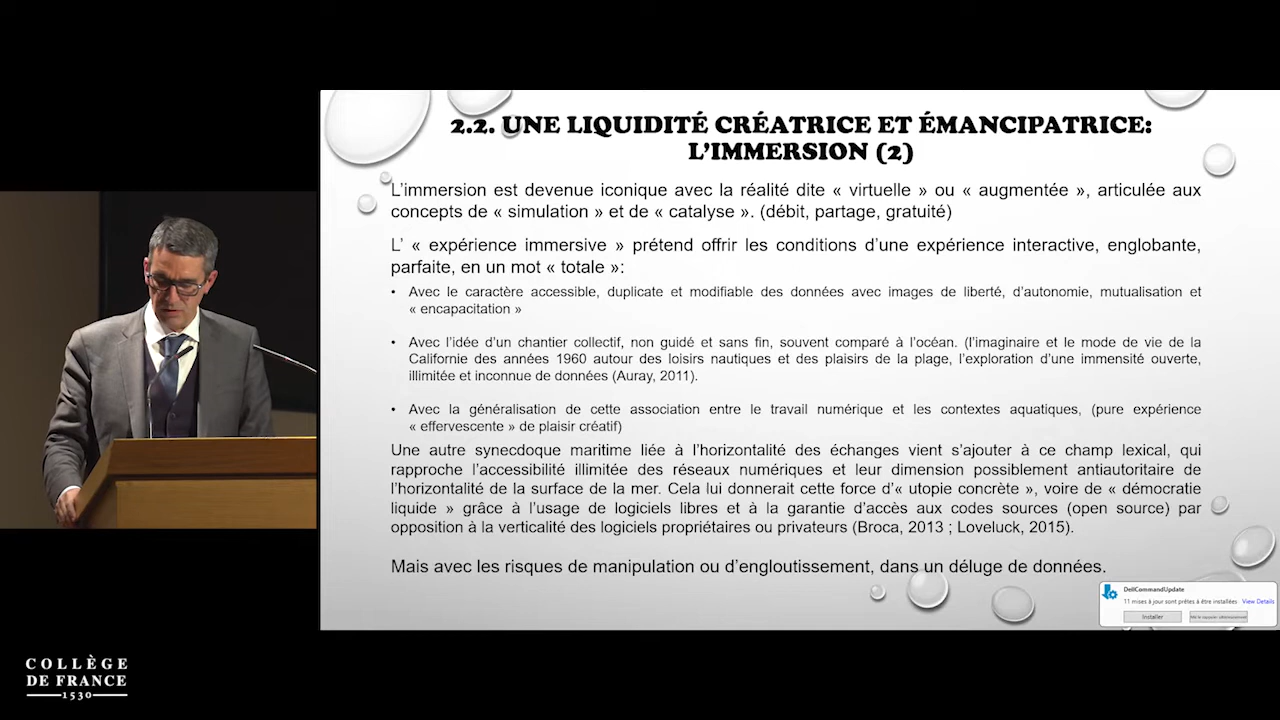 2.2. UNE LIQUIDITÉ CRÉATRICE ET ÉMANCIPATRICE:
L'IMMERSION (2)
L'immersion est devenue iconique avec la réalité dite « virtuelle » ou « augmentée », articulée aux
concepts de « simulation » et de « catalyse ». (débit, partage, gratuité)
L' « expérience immersive » prétend offrir les conditions d'une expérience interactive, englobante,
parfaite, en un mot « totale »:
• Avec le caractère accessible, duplicate et modifiable des données avec images de liberté, d'autonomie, mutualisation et
« encapacitation »
• Avec l'idée d'un chantier collectif, non guidé et sans fin, souvent comparé à l'océan. (l'imaginaire et le mode de vie de la
Californie des années 1960 autour des loisirs nautiques et des plaisirs de la plage, l'exploration d'une immensité ouverte,
illimitée et inconnue de données (Auray, 2011).
• Avec la généralisation de cette association entre le travail numérique et les contextes aquatiques, (pure expérience
« effervescente » de plaisir créatif)
Une autre synecdoque maritime liée à l'horizontalité des échanges vient s'ajouter à ce champ lexical, qui
rapproche l'accessibilité illimitée des réseaux numériques et leur dimension possiblement antiautoritaire de
l'horizontalité de la surface de la mer. Cela lui donnerait cette force d'« utopie concrète », voire de « démocratie
liquide » grâce à l'usage de logiciels libres et à la garantie d'accès aux codes sources (open source) par
opposition à la verticalité des logiciels propriétaires ou privateurs (Broca, 2013 ; Loveluck, 2015).
Mais avec les risques de manipulation ou d'engloutissement, dans un déluge de données.
DellCommandUpdate
11 mises à jour sont prêtes à être installées View Details
Installer
COLLÈGE
DE FRANCE
1530